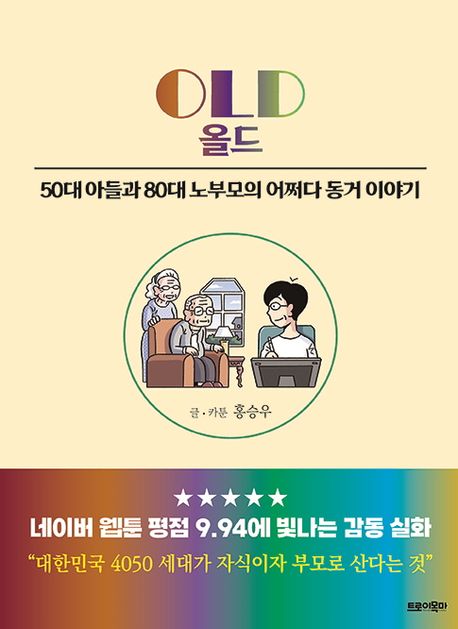 OLD
올드
50대 아들과 80대 노부모의 어쩌다 동거 이야기
글·카툰 홍승우
★★★★★
네이버 웹툰 평점 9.94에 빛나는 감동 실화
“대한민국 4050 세대가 자식이자 부모로 산다는 것”
트로이목마